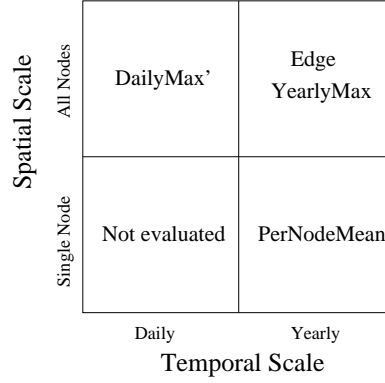 Spatial Scale
All Nodes
Single Node
DailyMax’
Edge
YearlyMax
Not evaluated
PerNodeMean
Daily
Yearly
Temporal Scale